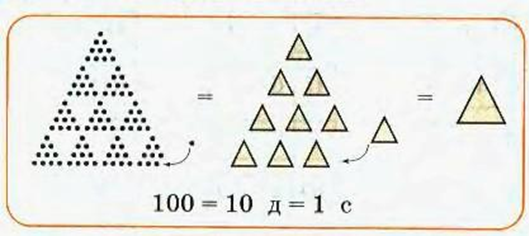 = =
100 = 10 д = 1 с